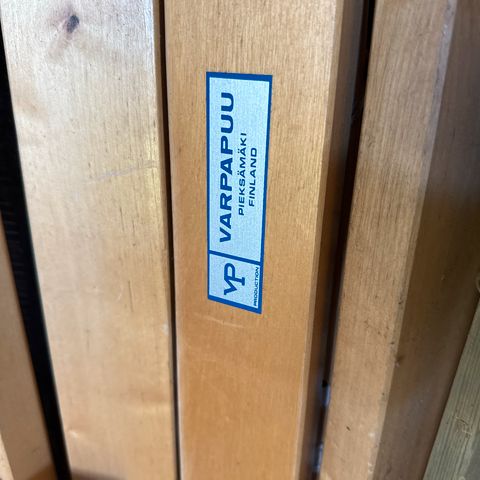 VARPAPUU
PIEKSÄMÄKI
FINLAND
VP
PRODUCTION